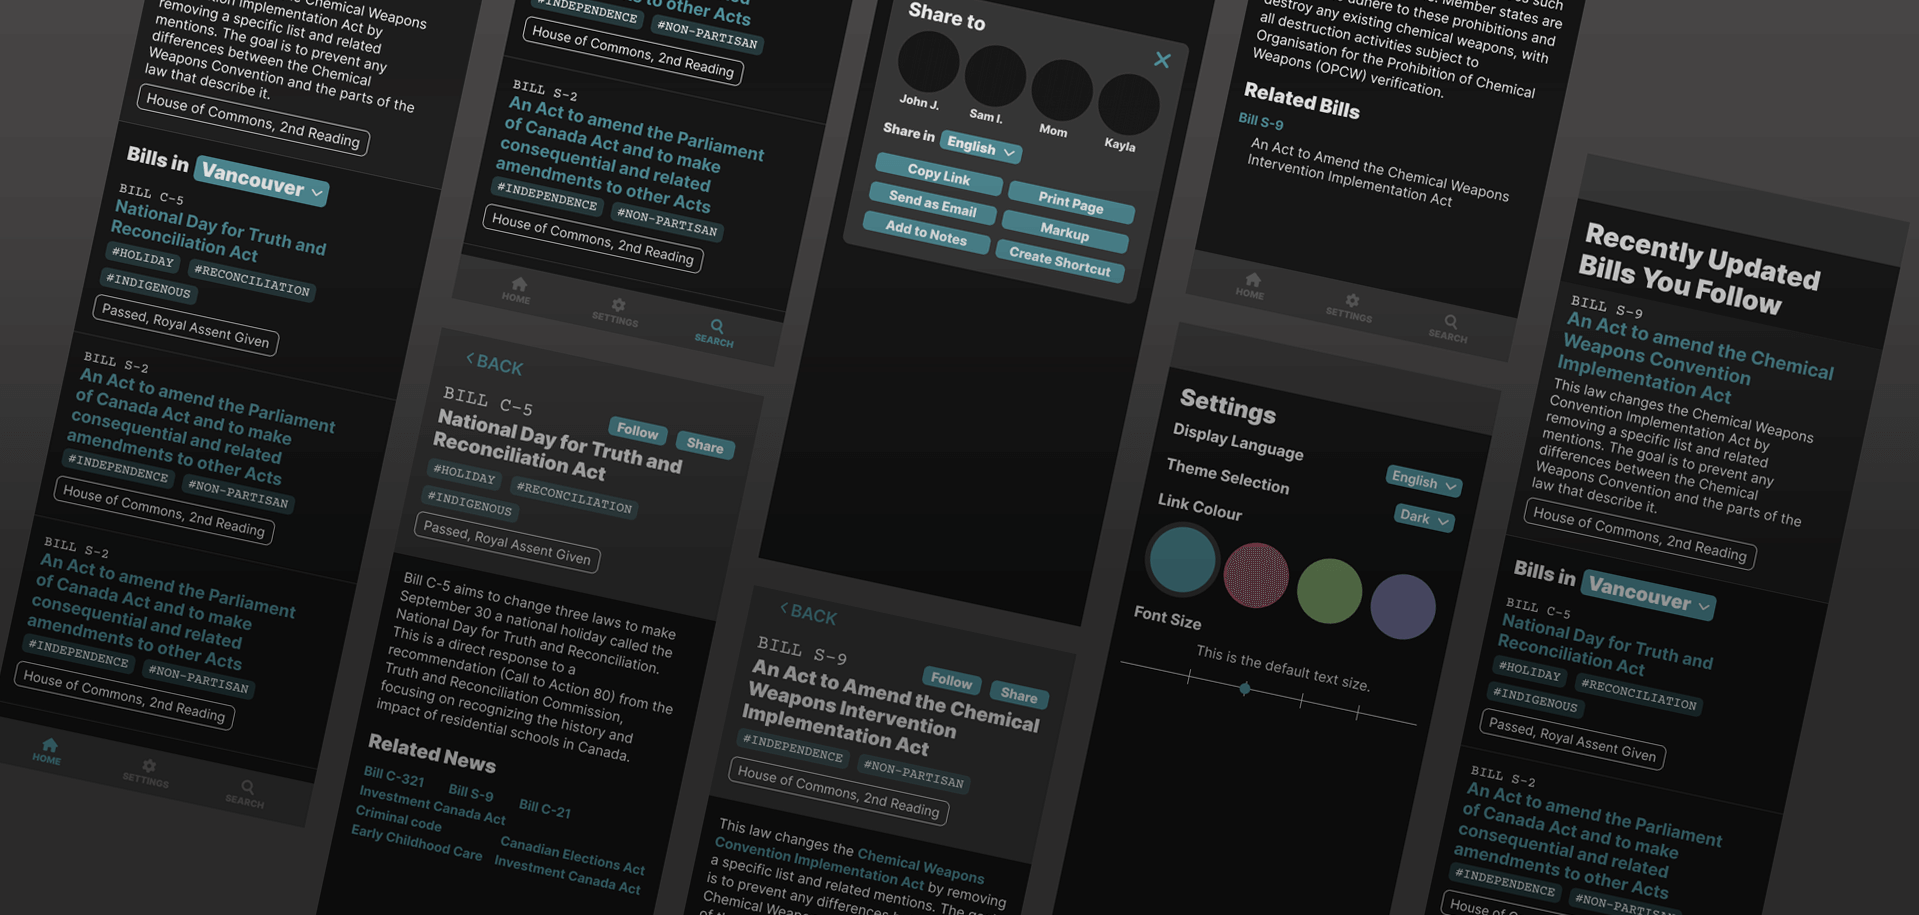 Chemical Weapons
Implementation Act by
removing a specific list and related
mentions. The goal is to prevent any
differences between the Chemical
Weapons Convention and the parts of the
law that describe it.
House of Commons, 2nd Reading
Bills in Vancouver
BILL C-5
National Day for Truth and
Reconciliation Act
#HOLIDAY #RECONCILIATION
#INDIGENOUS
Passed, Royal Assent Given
BILL S-2
An Act to amend the Parliament
of Canada Act and to make
consequential and related
amendments to other Acts
#INDEPENDENCE #NON-PARTISAN
House of Commons, 2nd Reading
BILL S-2
An Act to amend the Parliament
of Canada Act and to make
consequential and related
amendments to other Acts
#INDEPENDENCE #NON-PARTISAN
House of Commons, 2nd Reading
HOME SETTINGS SEARCH
to other Acts
#INDEPENDENCE #NON-PARTISAN
House of Commons, 2nd Reading
BILL S-2
An Act to amend the Parliament
of Canada Act and to make
consequential and related
amendments to other Acts
#INDEPENDENCE #NON-PARTISAN
House of Commons, 2nd Reading
HOME SETTINGS SEARCH
BACK
BILL C-5
Follow Share
National Day for Truth and
Reconciliation Act
#HOLIDAY #RECONCILIATION
#INDIGENOUS
Passed, Royal Assent Given
Bill C-5 aims to change three laws to make
September 30 a national holiday called the
National Day for Truth and Reconciliation.
This is a direct response to a
recommendation (Call to Action 80) from the
Truth and Reconciliation Commission,
focusing on recognizing the history and
impact of residential schools in Canada.
Related News
Bill C-321 Bill S-9 Bill C-21
Investment Canada Act
Criminal code Canadian Elections Act
Early Childhood Care Investment Canada Act
Share to
John J. Sam I. Mom Kayla
Share in English
Copy Link Print Page
Send as Email Markup
Add to Notes Create Shortcut
BACK
BILL S-9
Follow Share
An Act to Amend the Chemical
Weapons Intervention
Implementation Act
#INDEPENDENCE #NON-PARTISAN
House of Commons, 2nd Reading
This law changes the Chemical Weapons
Convention Implementation Act by removing
a specific list and related mentions. The
is to prevent any differences
Chemical
of
such
Member states are
adhere to these prohibitions and
destroy any existing chemical weapons, with
all destruction activities subject to
Organisation for the Prohibition of Chemical
Weapons (OPCW) verification.
Related Bills
Bill S-9
An Act to Amend the Chemical Weapons
Intervention Implementation Act
HOME SETTINGS SEARCH
Settings
Display Language English
Theme Selection Dark
Link Colour
Font Size
This is the default text size.
Recently Updated
Bills You Follow
BILL S-9
An Act to amend the Chemical
Weapons Convention
Implementation Act
This law changes the Chemical Weapons
Convention Implementation Act by
removing a specific list and related
mentions. The goal is to prevent any
differences between the Chemical
Weapons Convention and the parts of the
law that describe it.
House of Commons, 2nd Reading
Bills in Vancouver
BILL C-5
National Day for Truth and
Reconciliation Act
#HOLIDAY #RECONCILIATION
#INDIGENOUS
Passed, Royal Assent Given
BILL S-2
An Act to amend the Parliament
of Canada Act and to make
consequential and related
amendments to other Acts
#INDEPENDENCE
House of